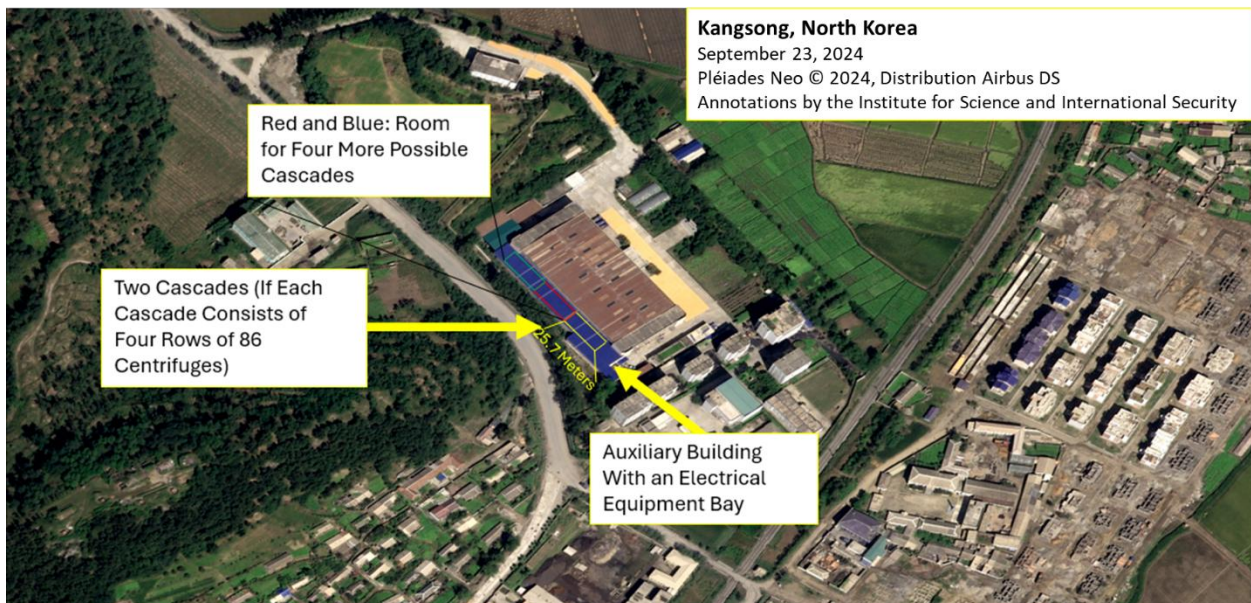 Kangsong, North Korea
September 23, 2024
Pléiades Neo © 2024, Distribution Airbus DS
Annotations by the Institute for Science and International Security
Red and Blue: Room
for Four More Possible
Cascades
Two Cascades (If Each
Cascade Consists of
Four Rows of 86
Centrifuges)
25.7 Meters
Auxiliary Building
With an Electrical
Equipment Bay